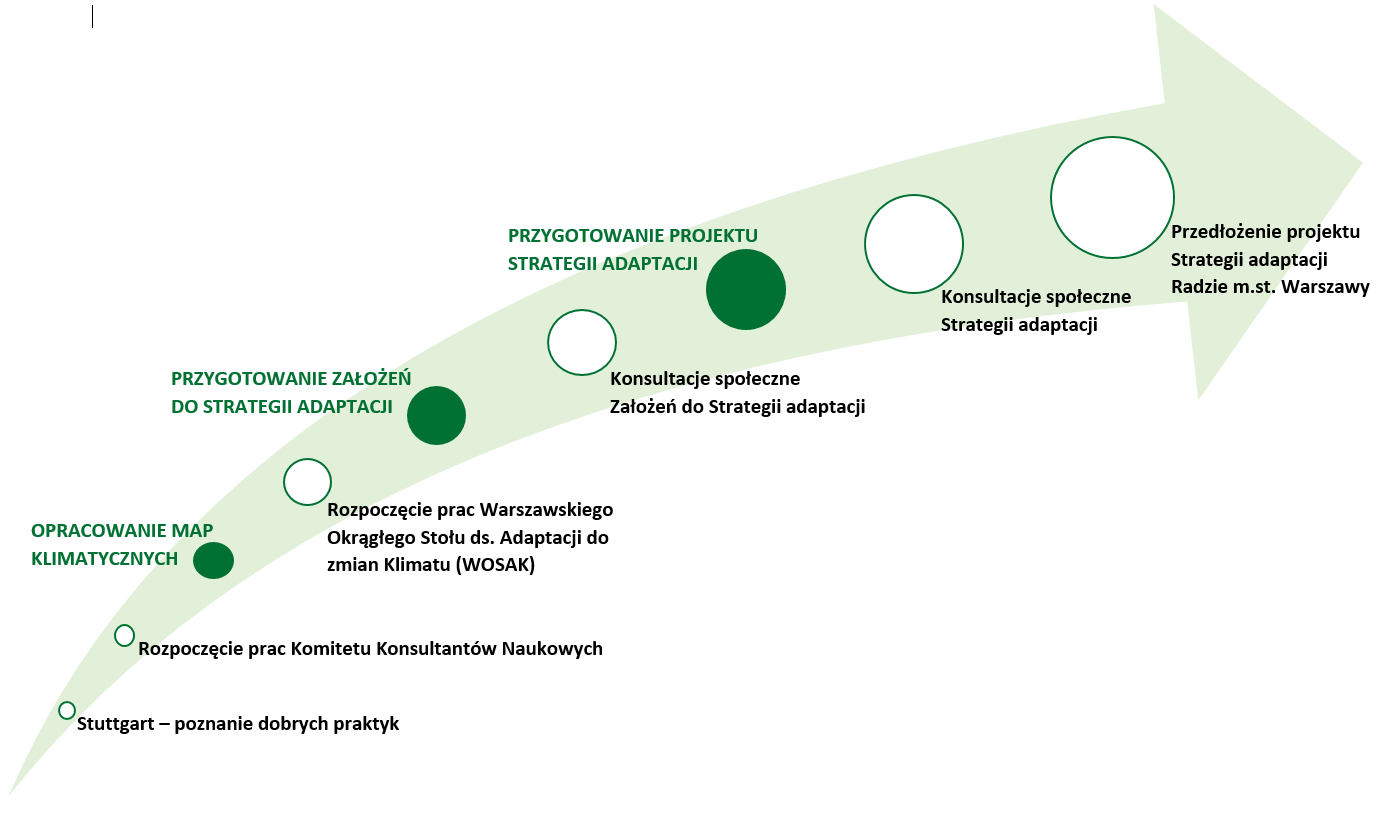 PRZYGOTOWANIE PROJEKTU
STRATEGII ADAPTACJI
Przedłożenie projektu
Strategii adaptacji
Radzie m.st. Warszawy
Konsultacje społeczne
Strategii adaptacji
PRZYGOTOWANIE ZAŁOŻEŃ
DO STRATEGII ADAPTACJI
Konsultacje społeczne
Założeń do Strategii adaptacji
OPRACOWANIE MAP
KLIMATYCZNYCH
Rozpoczęcie prac Warszawskiego
Okrągłego Stołu ds. Adaptacji do
zmian Klimatu (WOSAK)
Rozpoczęcie prac Komitetu Konsultantów Naukowych
Stuttgart – poznanie dobrych praktyk